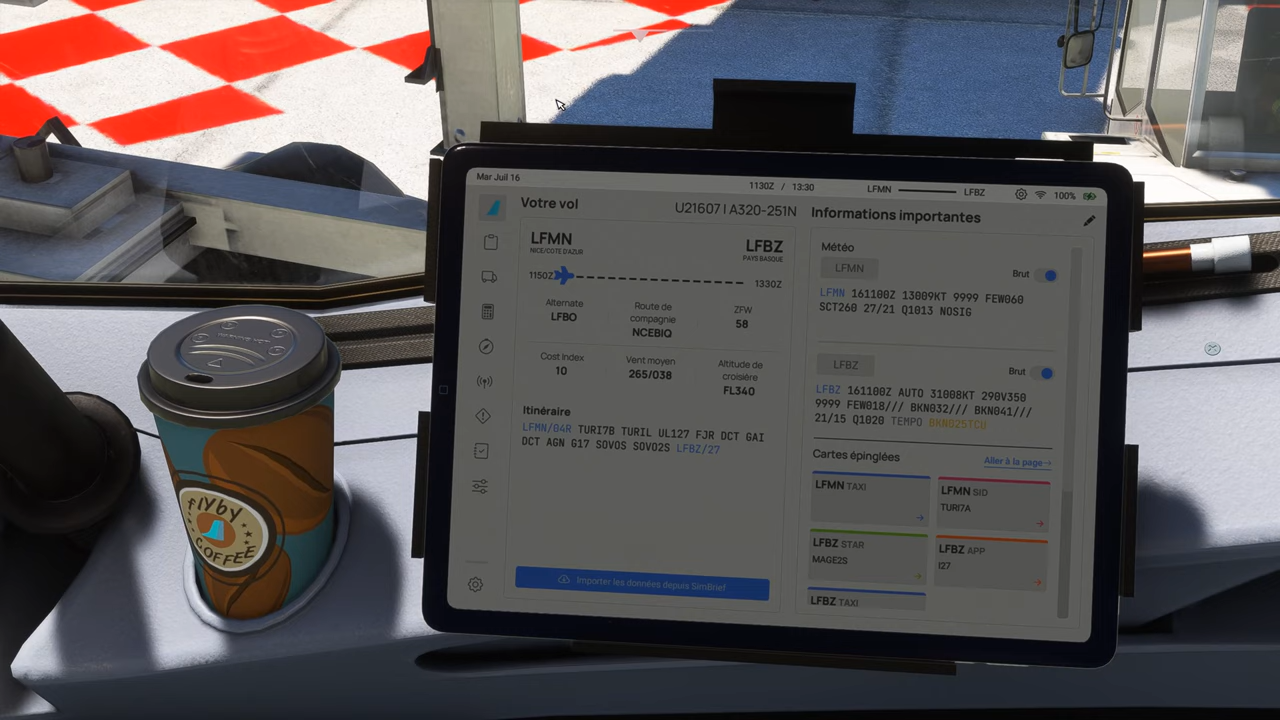 Mar Juil 16
1130Z / 13:30
LFMN
LFBZ
100%
Votre vol
U21607 | A320-251N
LFMN
NICE/COTE D'AZUR
LFBZ
PAYS BASQUE
1150Z
1330Z
Alternate
LFBO
Route de
compagnie
NCEBIQ
ZFW
58
Cost Index
10
Vent moyen
265/038
Altitude de
croisière
FL340
Itinéraire
LFMN/04R TURI7B TURIL UL127 FJR DCT GAI
DCT AGN G17 SOVOS SOVO2S LFBZ/27
Importer les données depuis SimBrief
Informations importantes
Météo
LFMN
Brut
LFMN 161100Z 13009KT 9999 FEW060
SCT260 27/21 Q1013 NOSIG
LFBZ
Brut
LFBZ 161100Z AUTO 31008KT 290V350
9999 FEW018/// BKN032/// BKN041///
21/15 Q1020 TEMPO BKN025TCU
Cartes épinglées
Aller à la page→
LFMN TAXI
LFMN SID
TURI7A
LFBZ STAR
MAGE2S
LFBZ APP
I27
LFBZ TAXI
flyby
COFFEE